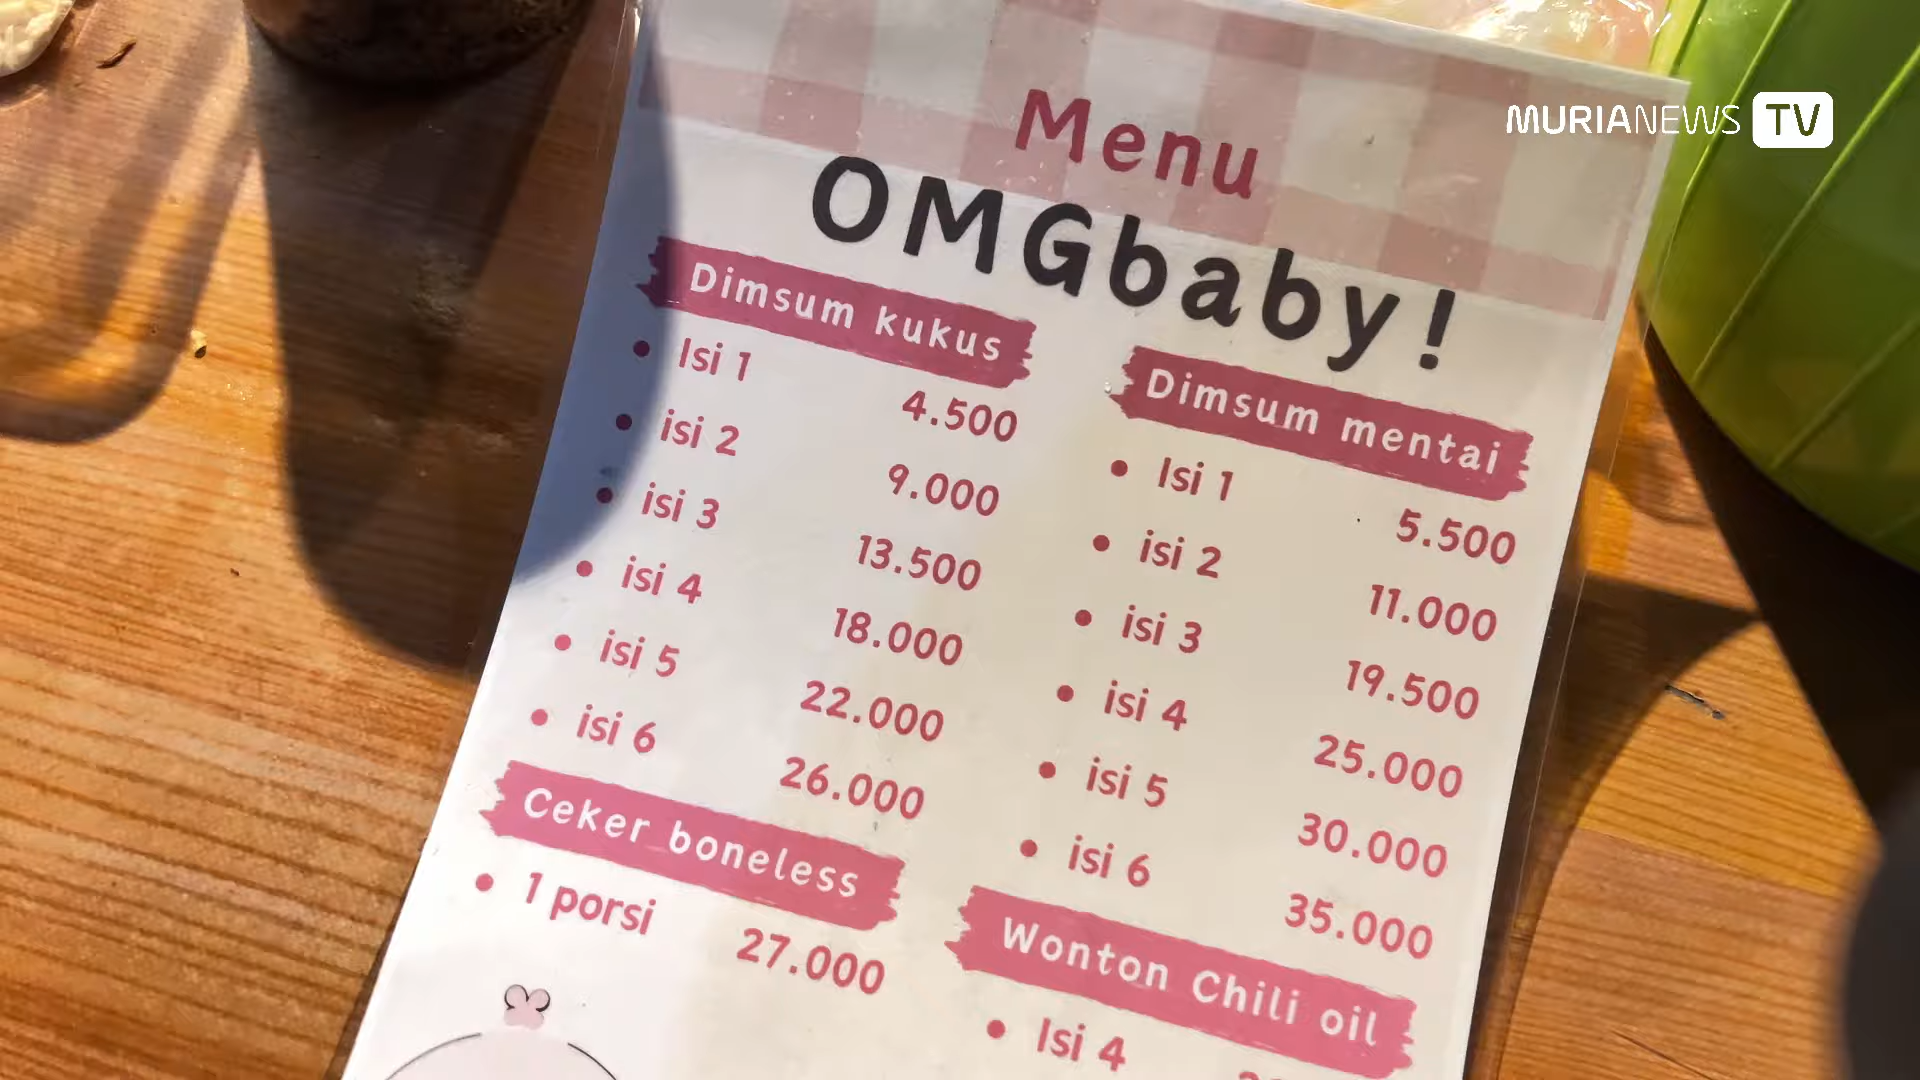 MURIANEWS TV
Menu
OMGbaby!
Dimsum kukus
Isi 1 4.500
isi 2 9.000
isi 3 13.500
isi 4 18.000
isi 5 22.000
isi 6 26.000
Ceker boneless
1 porsi 27.000
Dimsum mentai
Isi 1 5.500
isi 2 11.000
isi 3 19.500
isi 4 25.000
isi 5 30.000
isi 6 35.000
Wonton Chili oil
Isi 4